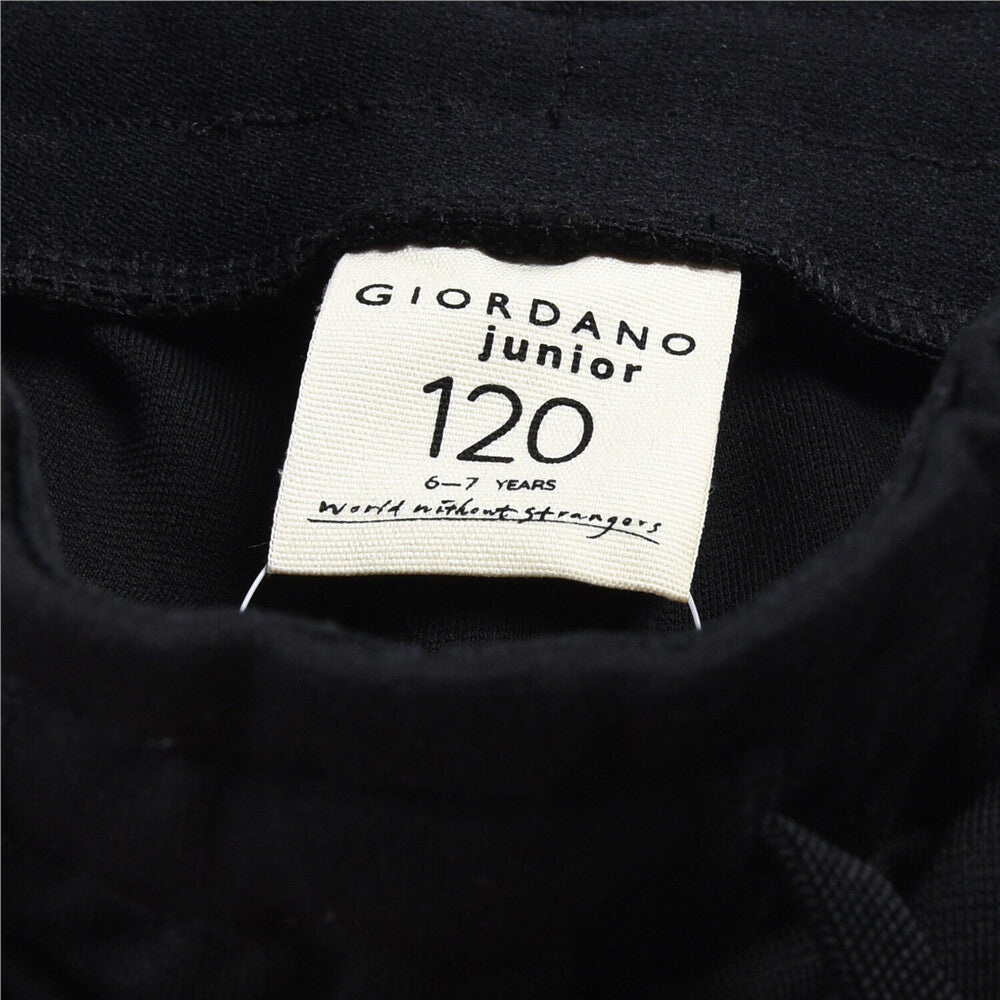 GIORDANO
junior
120
6—7 YEARS
World without strangers